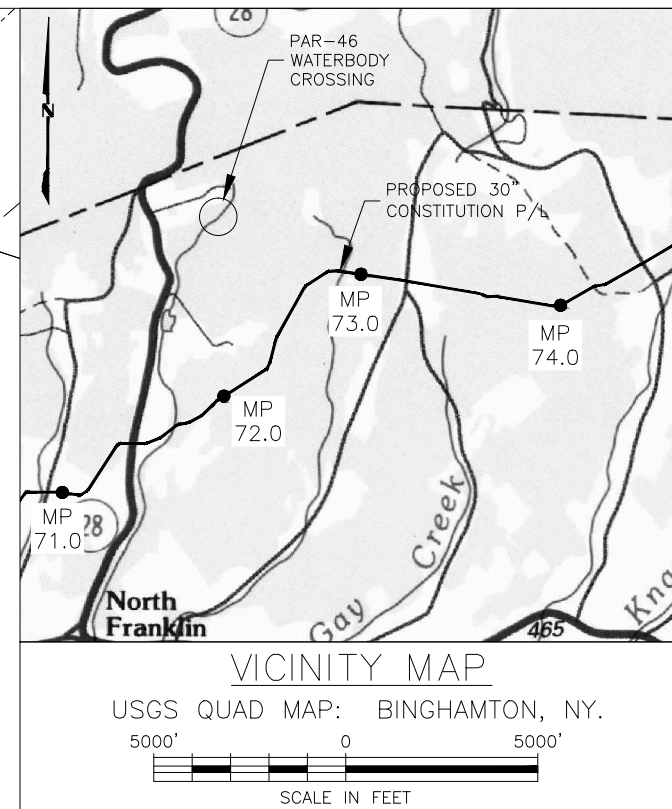 28
PAR-46
WATERBODY
CROSSING
N
PROPOSED 30"
CONSTITUTION P/L
MP
73.0
MP
74.0
MP
72.0
MP
71.0
28
Gay Creek
North
Franklin
465
VICINITY MAP
USGS QUAD MAP: BINGHAMTON, NY.
5000' 0 5000'
SCALE IN FEET